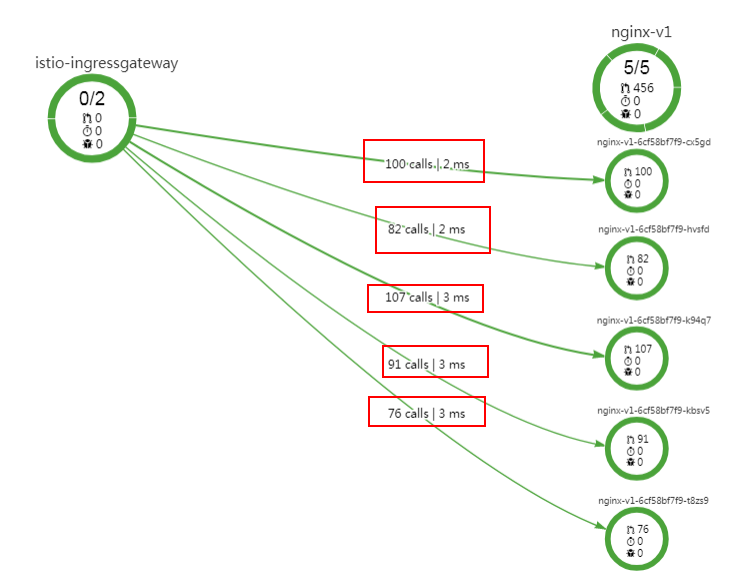 istio-ingressgateway
0/2
0
0
0
nginx-v1
5/5
456
0
0
100 calls | 2 ms
nginx-v1-6cf58bf7f9-cx5gd
100
0
0
82 calls | 2 ms
nginx-v1-6cf58bf7f9-hvsfd
82
0
0
107 calls | 3 ms
nginx-v1-6cf58bf7f9-k94q7
107
0
0
91 calls | 3 ms
nginx-v1-6cf58bf7f9-kbsv5
91
0
0
76 calls | 3 ms
nginx-v1-6cf58bf7f9-t8zs9
76
0
0